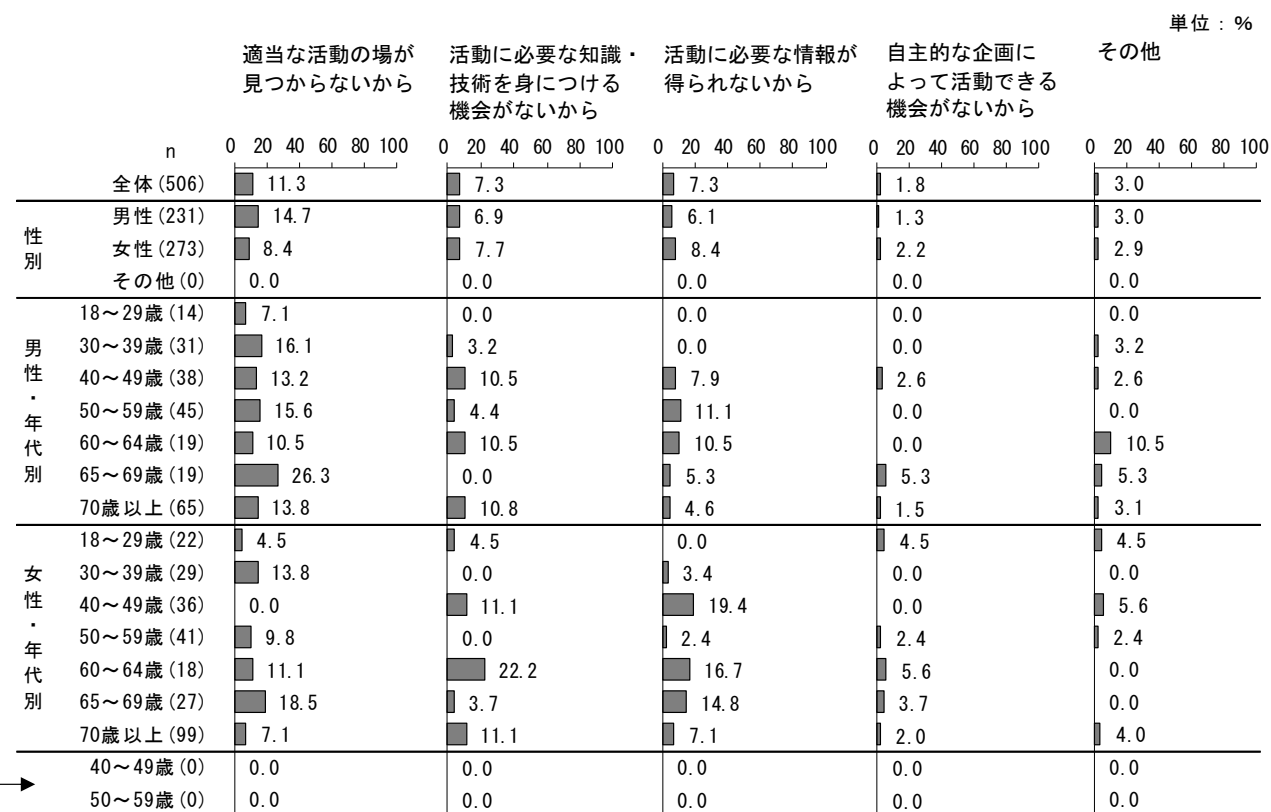 単位：%
適当な活動の場が
見つからないから
活動に必要な知識・
技術を身につける
機会がないから
活動に必要な情報が
得られないから
自主的な企画に
よって活動できる
機会がないから
その他
n 0 20 40 60 80 100 0 20 40 60 80 100 0 20 40 60 80 100 0 20 40 60 80 100 0 20 40 60 80 100
全体(506) 11.3 7.3 7.3 1.8 3.0
性別
男性(231) 14.7 6.9 6.1 1.3 3.0
女性(273) 8.4 7.7 8.4 2.2 2.9
その他(0) 0.0 0.0 0.0 0.0 0.0
男性・年代別
18～29歳(14) 7.1 0.0 0.0 0.0 0.0
30～39歳(31) 16.1 3.2 0.0 0.0 3.2
40～49歳(38) 13.2 10.5 7.9 2.6 2.6
50～59歳(45) 15.6 4.4 11.1 0.0 0.0
60～64歳(19) 10.5 10.5 10.5 0.0 10.5
65～69歳(19) 26.3 0.0 5.3 5.3 5.3
70歳以上(65) 13.8 10.8 4.6 1.5 3.1
女性・年代別
18～29歳(22) 4.5 4.5 0.0 4.5 4.5
30～39歳(29) 13.8 0.0 3.4 0.0 0.0
40～49歳(36) 0.0 11.1 19.4 0.0 5.6
50～59歳(41) 9.8 0.0 2.4 2.4 2.4
60～64歳(18) 11.1 22.2 16.7 5.6 0.0
65～69歳(27) 18.5 3.7 14.8 3.7 0.0
70歳以上(99) 7.1 11.1 7.1 2.0 4.0
40～49歳(0) 0.0 0.0 0.0 0.0 0.0
50～59歳(0) 0.0 0.0 0.0 0.0 0.0